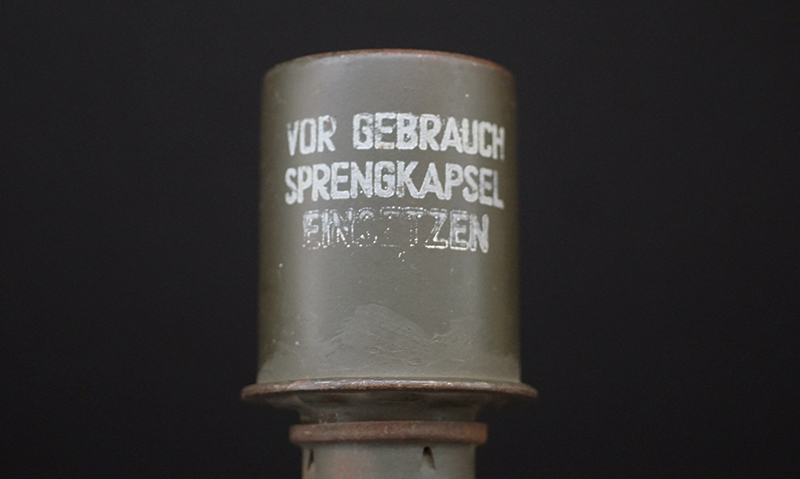 VOR GEBRAUCH
SPRENGKAPSEL
EINSETZEN